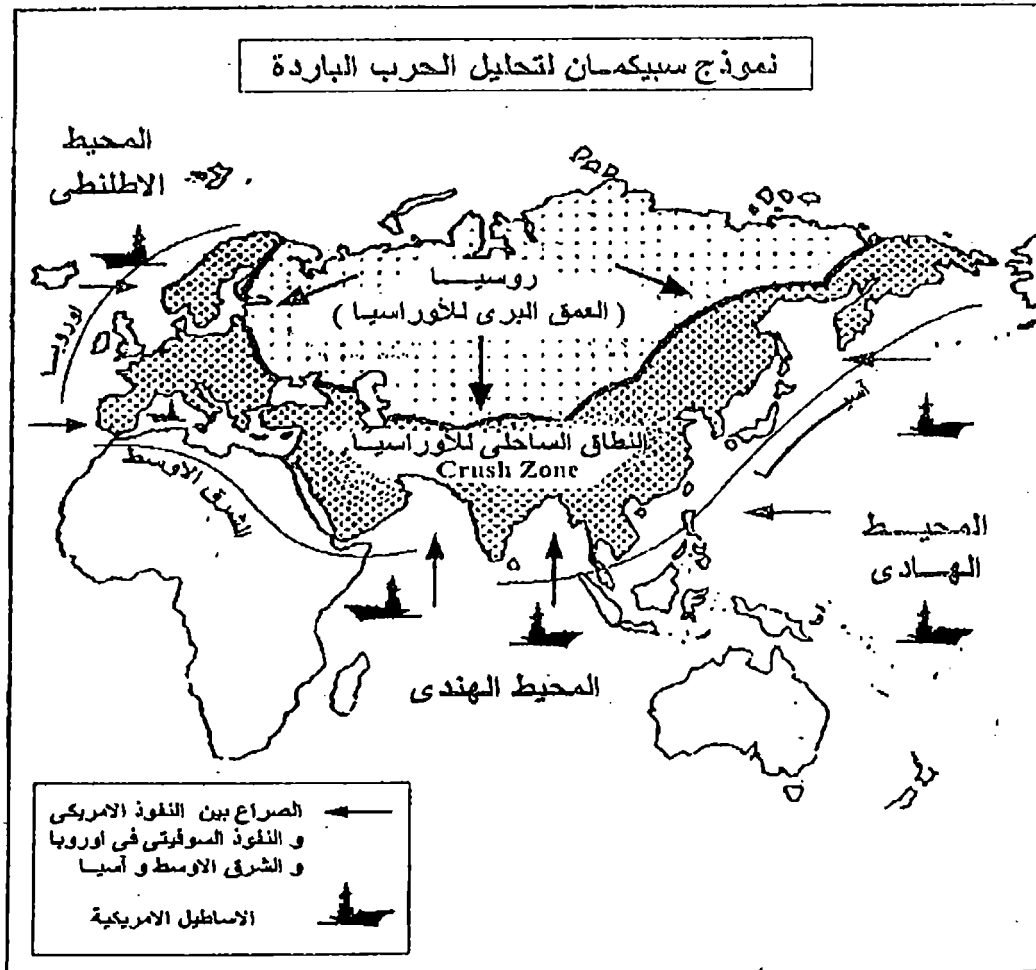 نموذج سبيكمان لتحليل الحرب الباردة
المحيط
الاطلنطى
اوروبا
روسيا
( العمق البرى للأوراسيا )
آسيا
النطاق الساحلى للأوراسيا
Crush Zone
الشرق الاوسط
المحيط
الهادى
المحيط الهندى
الصراع بين النفوذ الامريكى
و النفوذ السوفيتى فى اوروبا
و الشرق الاوسط و آسيا
الاساطيل الامريكية